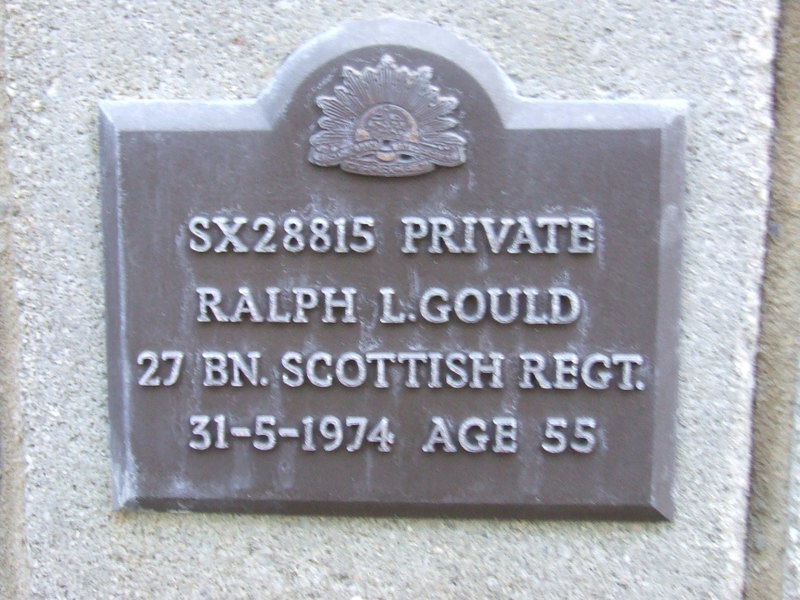 SX28815 PRIVATE
RALPH L. GOULD
27 BN. SCOTTISH REGT.
31-5-1974 AGE 55